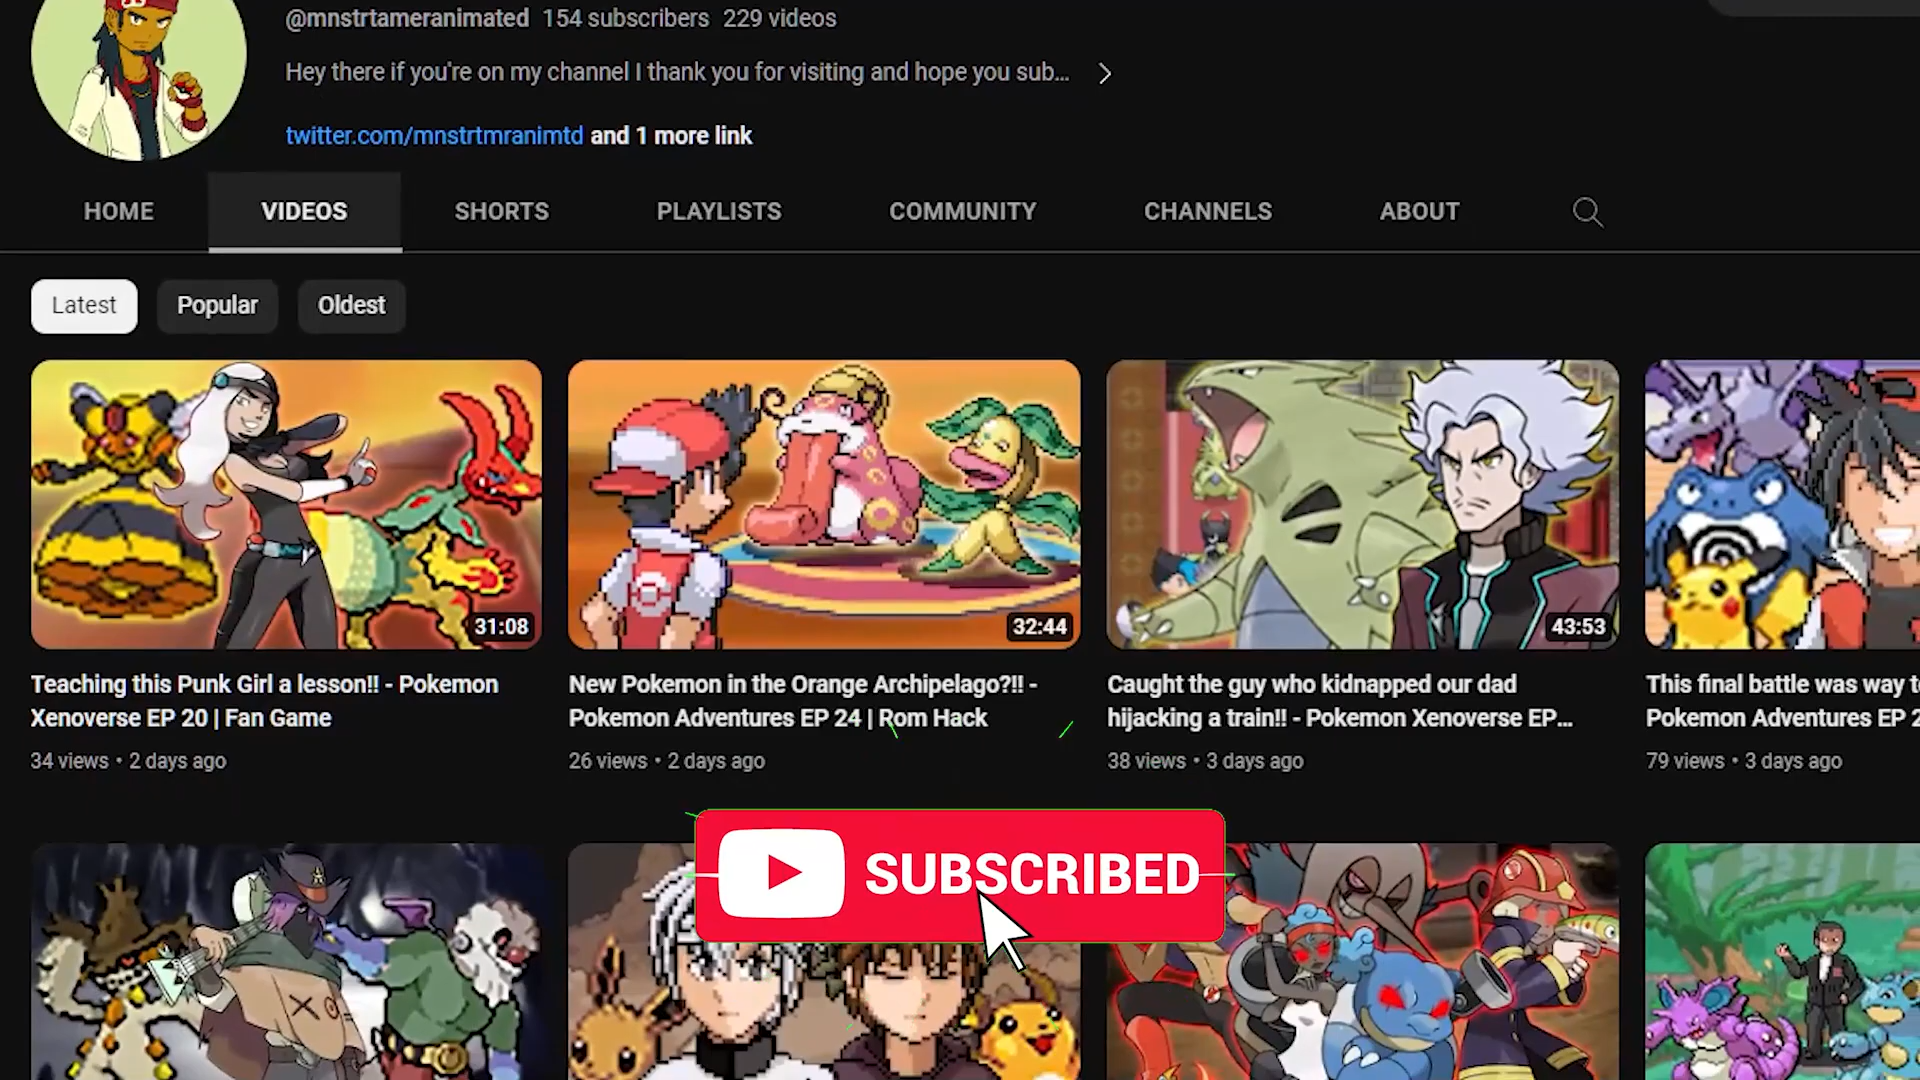 @mnstrtameranimated 154 subscribers 229 videos
Hey there if you're on my channel I thank you for visiting and hope you sub...
twitter.com/mnstrtmranimtd and 1 more link
HOME VIDEOS SHORTS PLAYLISTS COMMUNITY CHANNELS ABOUT
Latest Popular Oldest
31:08 32:44 43:53
Teaching this Punk Girl a lesson!! - Pokemon
Xenoverse EP 20 | Fan Game
34 views • 2 days ago
New Pokemon in the Orange Archipelago?!! -
Pokemon Adventures EP 24 | Rom Hack
26 views • 2 days ago
Caught the guy who kidnapped our dad
hijacking a train!! - Pokemon Xenoverse EP...
38 views • 3 days ago
This final battle was way
Pokemon Adventures EP
79 views • 3 days ago
SUBSCRIBED